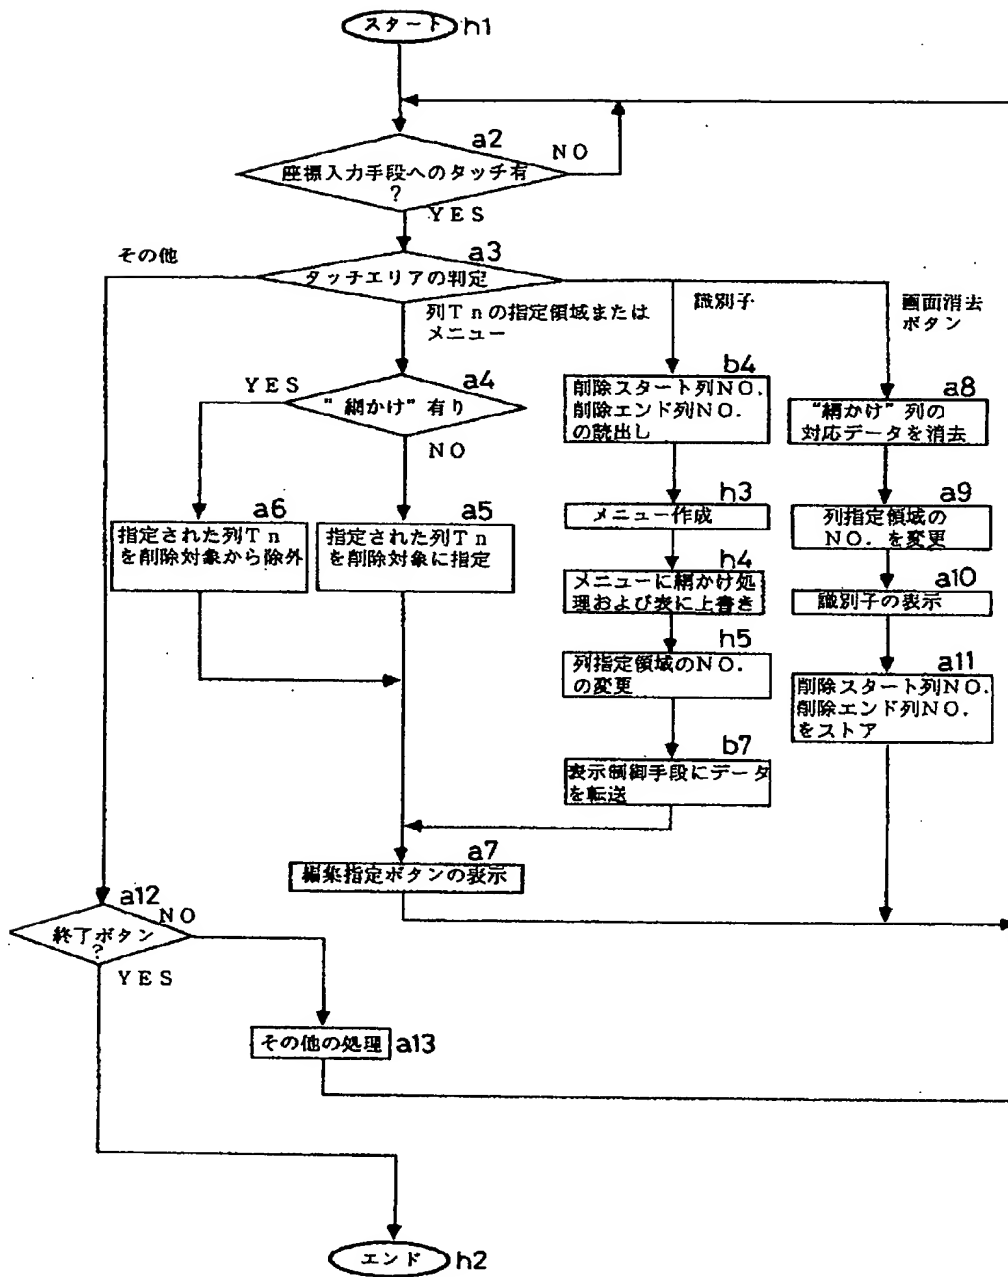 スタート h1
a2
NO
座標入力手段へのタッチ有
?
YES
その他
a3
タッチエリアの判定
列Tnの指定領域または
メニュー
識別子
画面消去
ボタン
YES
a4
"網かけ"有り
NO
a6
指定された列Tn
を削除対象から除外
a5
指定された列Tn
を削除対象に指定
b4
削除スタート列NO.
削除エンド列NO.
の読出し
h3
メニュー作成
h4
メニューに網かけ処
理および表に上書き
h5
列指定領域のNO.
の変更
b7
表示制御手段にデータ
を転送
a8
"網かけ"列の
対応データを消去
a9
列指定領域の
NO.を変更
a10
識別子の表示
a11
削除スタート列NO.
削除エンド列NO.
をストア
a7
編集指定ボタンの表示
a12
NO
終了ボタン
?
YES
その他の処理 a13
エンド h2